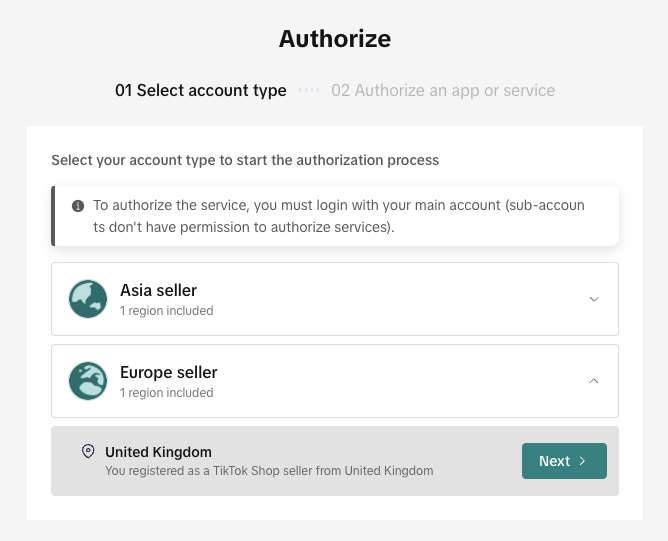 Authorize
01 Select account type
02 Authorize an app or service
Select your account type to start the authorization process
To authorize the service, you must login with your main account (sub-accoun
ts don't have permission to authorize services).
Asia seller
1 region included
Europe seller
1 region included
United Kingdom
You registered as a TikTok Shop seller from United Kingdom
Next